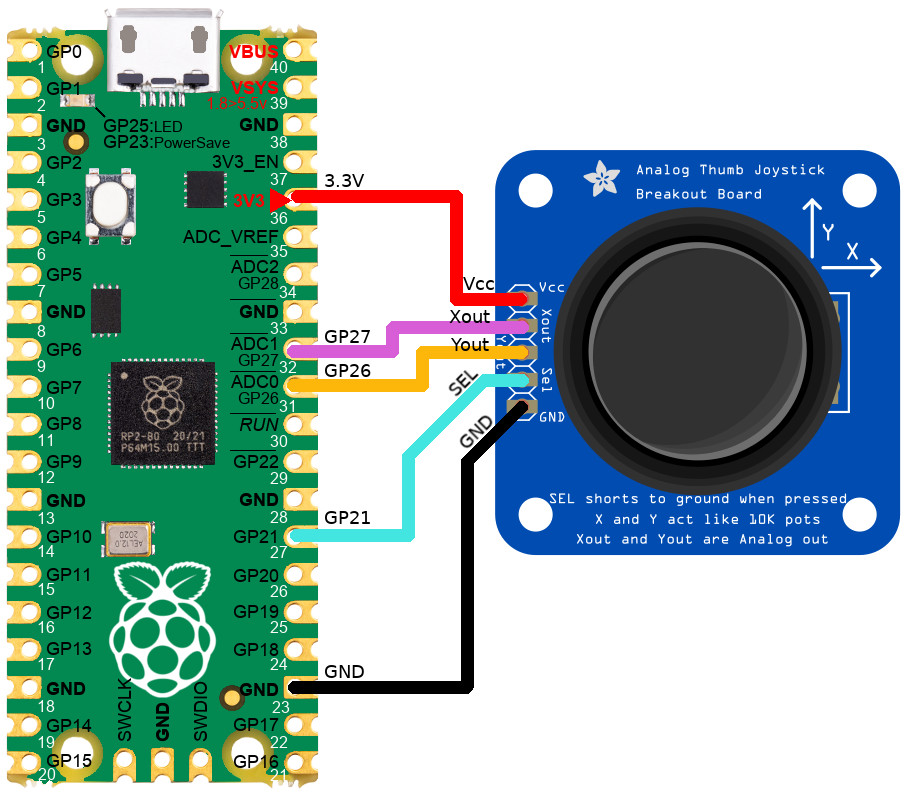 GP0
1
GP1
2
GND
3
GP2
4
GP3
5
GP4
6
GP5
7
GND
8
GP6
9
GP7
10
GP8
11
GP9
12
GND
13
GP10
14
GP11
15
GP12
16
GP13
17
GND
18
GP14
19
GP15
20
GP25:LED
GP23:PowerSave
RP2-B0 20/21
P64M15.00 TTT
AEL12.0
2020
SWCLK
GND
SWDIO
VBUS
40
VSYS
1.8>5.5v
39
GND
38
3V3_EN
37
3V3
36
ADC_VREF
35
ADC2
GP28
34
GND
33
ADC1
GP27
32
ADC0
GP26
31
RUN
30
GP22
29
GND
28
GP21
27
GP20
26
GP19
25
GP18
24
GND
23
GP17
22
GP16
21
3.3V
GP27
GP26
GP21
GND
Vcc
Xout
Yout
SEL
GND
Analog Thumb Joystick
Breakout Board
Y
X
Vcc
Xout
Sel
GND
SEL shorts to ground when pressed
X and Y act like 10K pots
Xout and Yout are Analog out